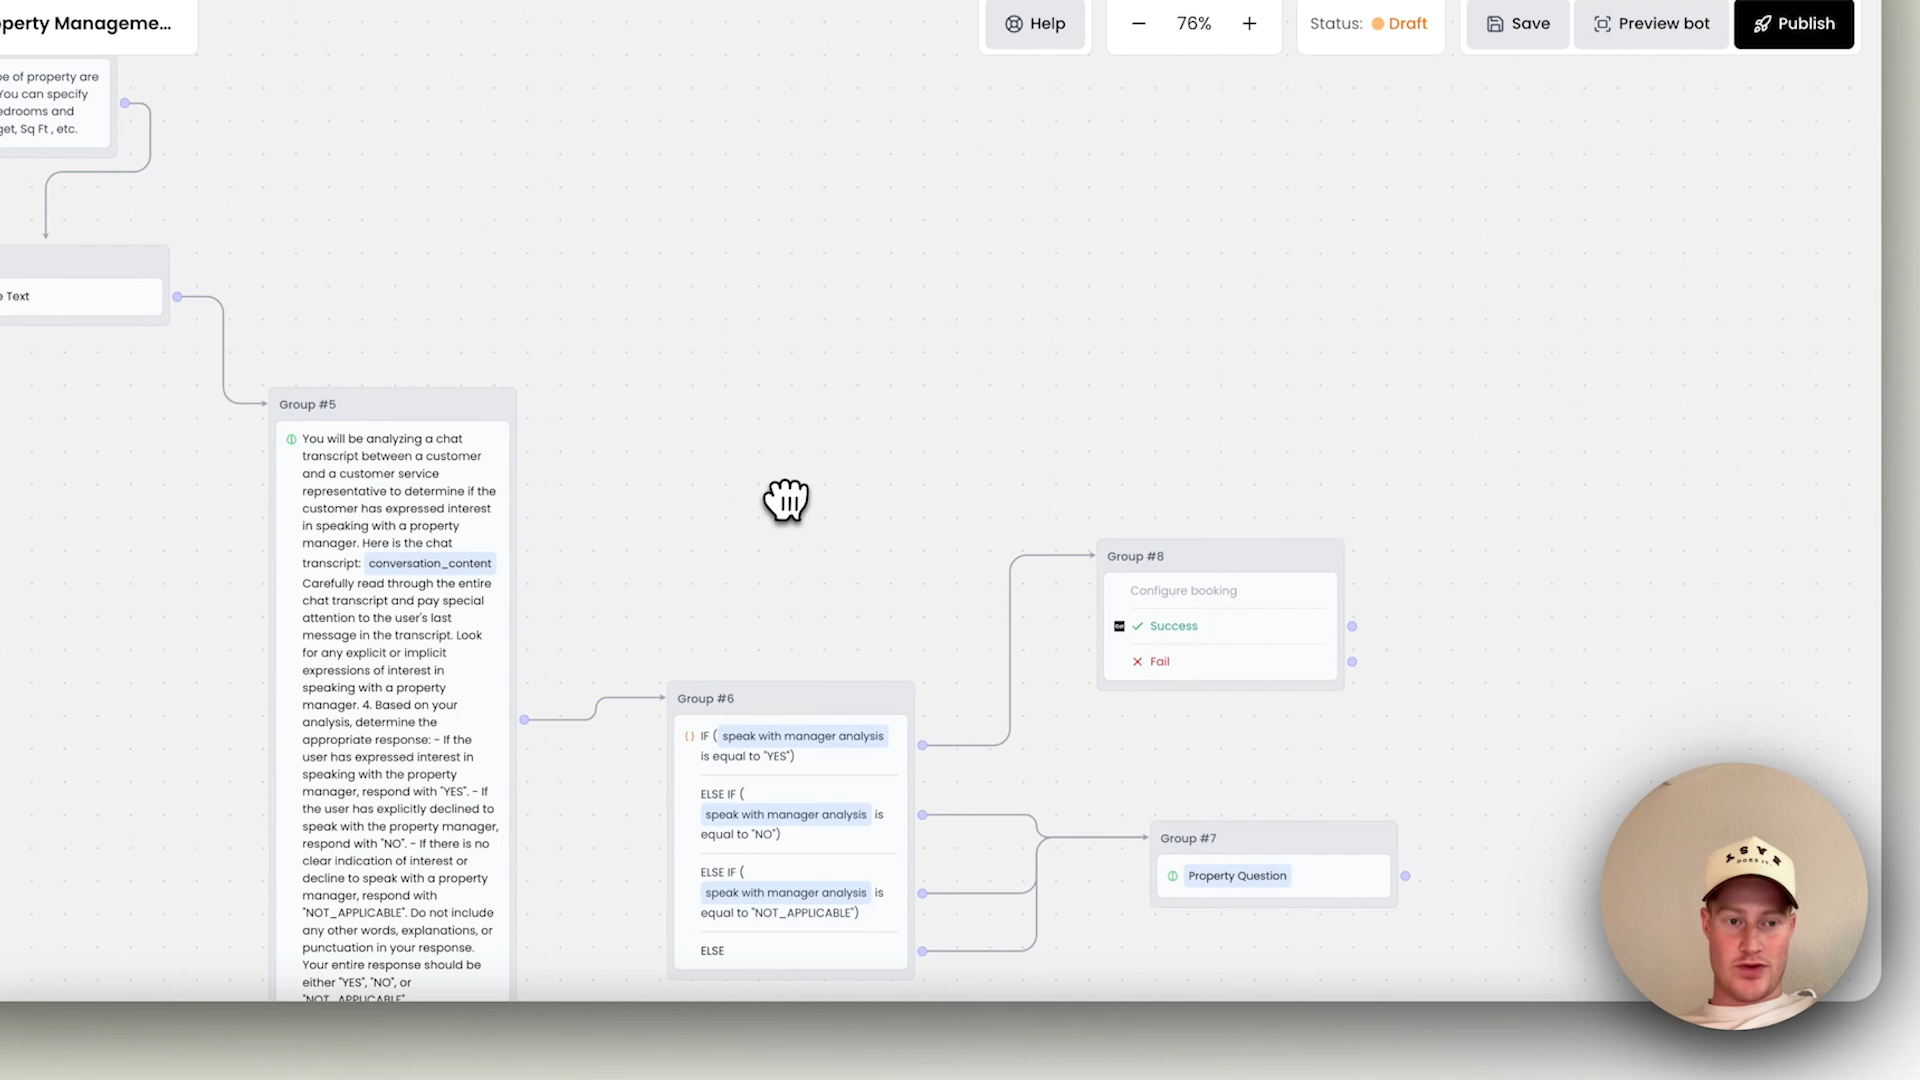 operty Manageme...
Help
76%
Status:
Draft
Save
Preview bot
Publish
pe of property are
You can specify
edrooms and
get, Sq Ft , etc.
e Text
Group #5
You will be analyzing a chat
transcript between a customer
and a customer service
representative to determine if the
customer has expressed interest
in speaking with a property
manager. Here is the chat
transcript: conversation_content
Carefully read through the entire
chat transcript and pay special
attention to the user's last
message in the transcript. Look
for any explicit or implicit
expressions of interest in
speaking with a property
manager. 4. Based on your
analysis, determine the
appropriate response: - If the
user has expressed interest in
speaking with the property
manager, respond with "YES". - If
the user has explicitly declined to
speak with the property manager,
respond with "NO". - If there is no
clear indication of interest or
decline to speak with a property
manager, respond with
"NOT_APPLICABLE". Do not include
any other words, explanations, or
punctuation in your response.
Your entire response should be
either "YES", "NO", or
"NOT_APPLICABLE"
Group #6
{} IF ( speak with manager analysis
is equal to "YES")
ELSE IF (
speak with manager analysis is
equal to "NO")
ELSE IF (
speak with manager analysis is
equal to "NOT_APPLICABLE")
ELSE
Group #8
Configure booking
Success
Fail
Group #7
Property Question